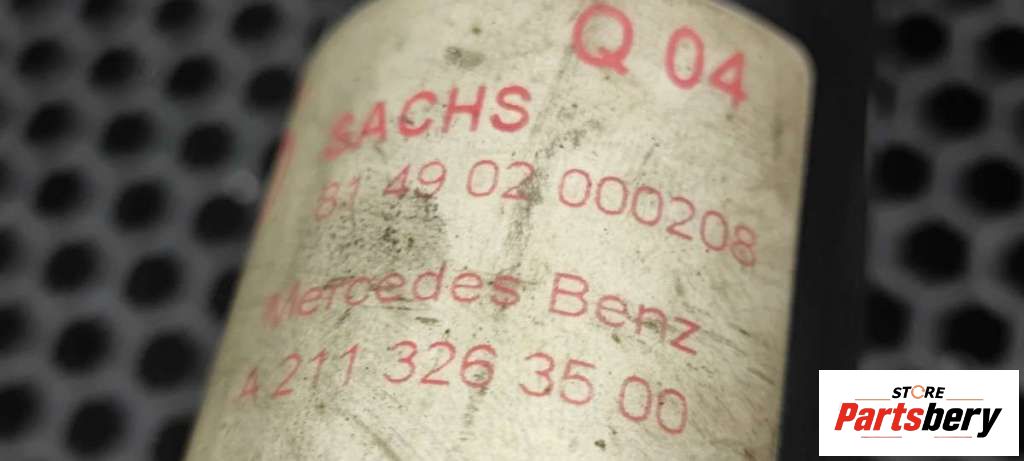 Q 04
SACHS
81 49 02 000208
Mercedes Benz
A 211 326 35 00
STORE
Partsbery